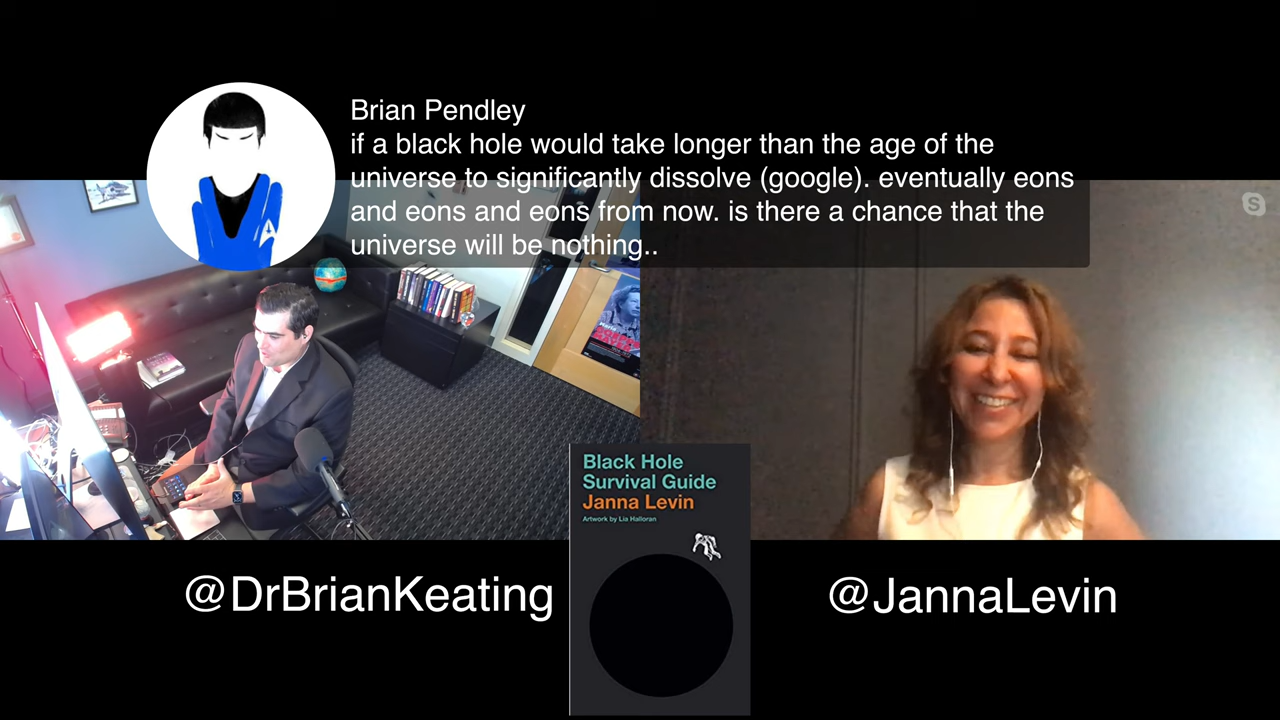 Brian Pendley
if a black hole would take longer than the age of the
universe to significantly dissolve (google). eventually eons
and eons and eons from now. is there a chance that the
universe will be nothing..
Black Hole
Survival Guide
Janna Levin
Artwork by Lia Halloran
@DrBrianKeating
@JannaLevin